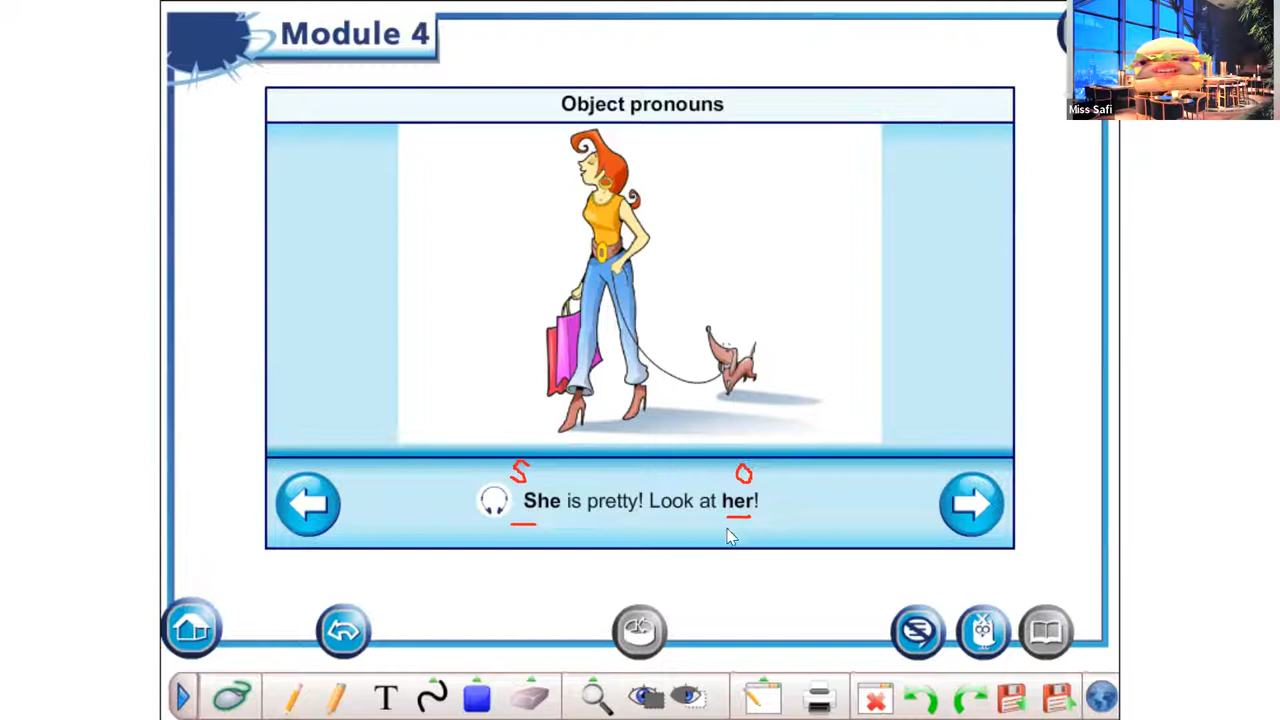 Module 4
Miss Safi
Object pronouns
S O
She is pretty! Look at her!
T